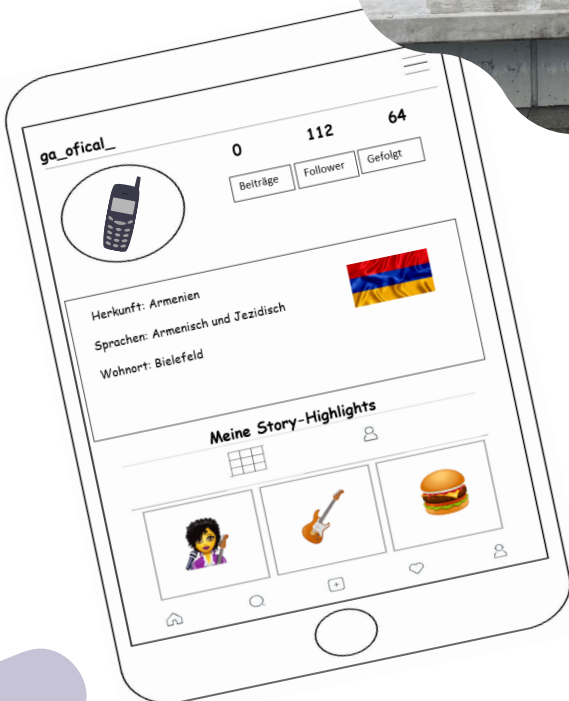 ga_ofical_
0 112 64
Beiträge Follower Gefolgt
Herkunft: Armenien
Sprachen: Armenisch und Jezidisch
Wohnort: Bielefeld
Meine Story-Highlights